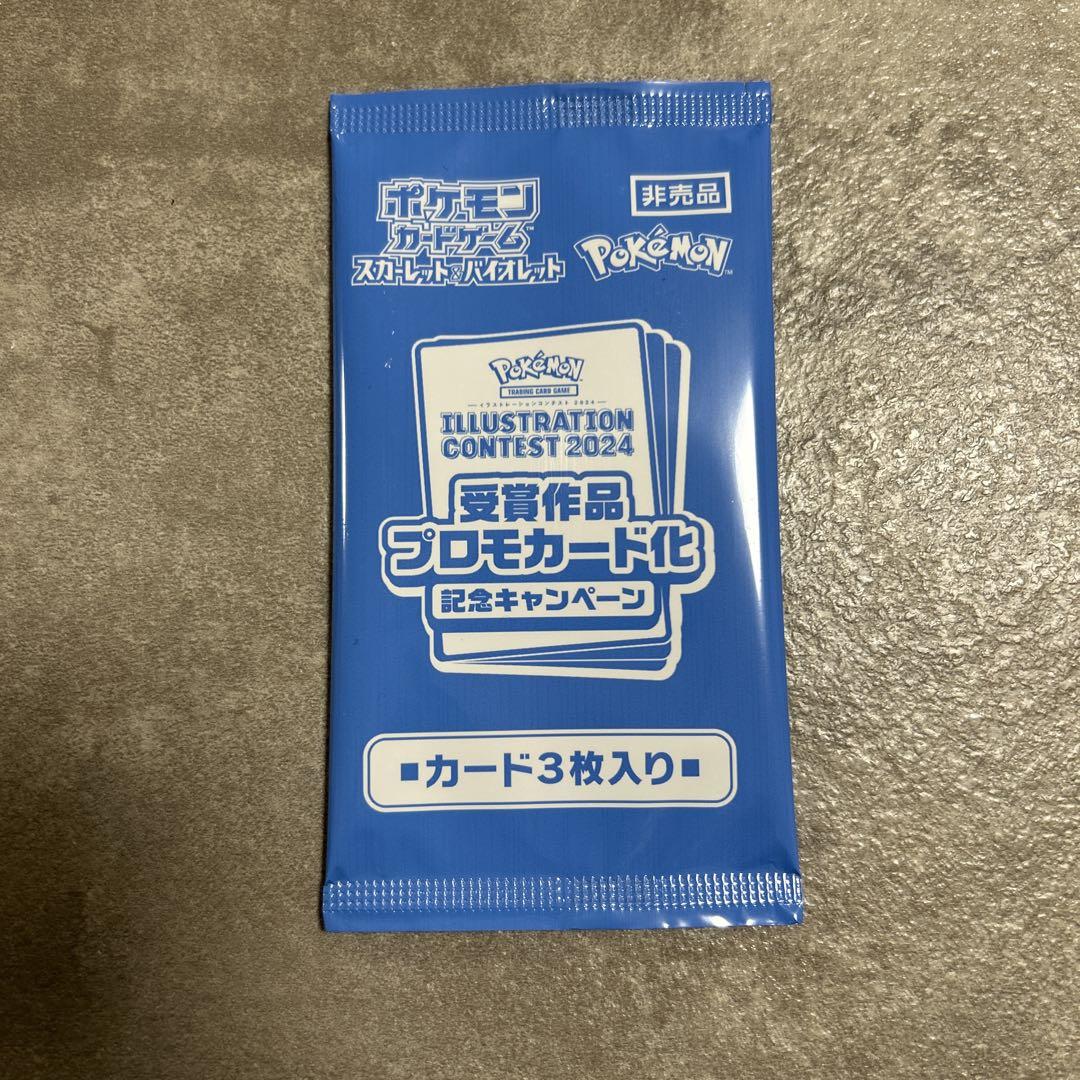 ポケモン
カードゲーム™
スカーレット&バイオレット
非売品
Pokémon™
Pokémon
TRADING CARD GAME
イラストレーションコンテスト 2024
ILLUSTRATION
CONTEST 2024
受賞作品
プロモカード化
記念キャンペーン
■カード3枚入り■